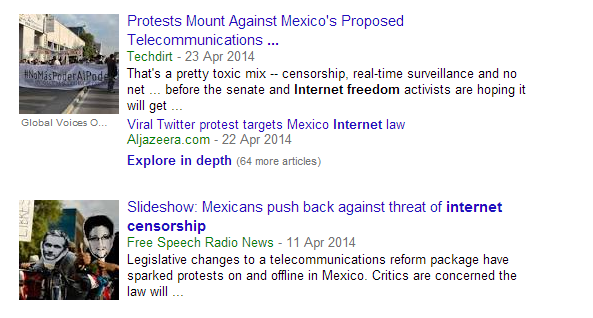 Protests Mount Against Mexico's Proposed
Telecommunications ...
Techdirt - 23 Apr 2014
That's a pretty toxic mix -- censorship, real-time surveillance and no
net ... before the senate and Internet freedom activists are hoping it
will get ...
#NoMásPoderAlPoder
Global Voices O...
Viral Twitter protest targets Mexico Internet law
Aljazeera.com - 22 Apr 2014
Explore in depth (64 more articles)
Slideshow: Mexicans push back against threat of internet
censorship
Free Speech Radio News - 11 Apr 2014
Legislative changes to a telecommunications reform package have
sparked protests on and offline in Mexico. Critics are concerned the
law will ...